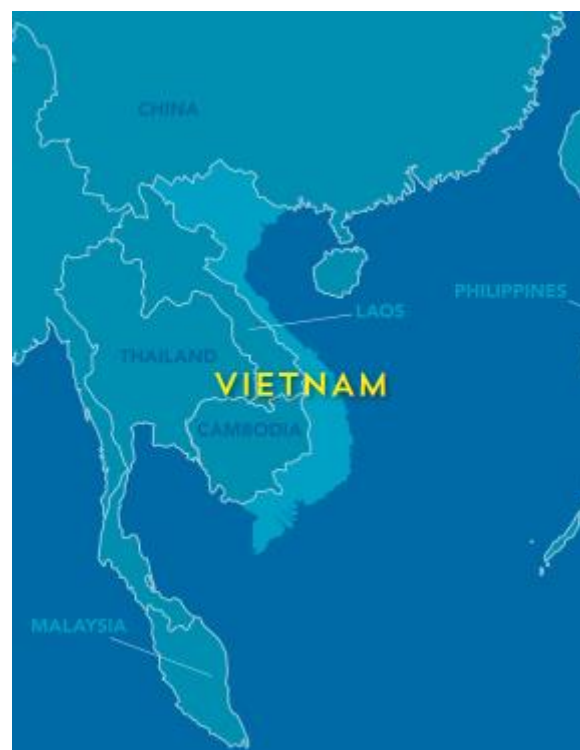 CHINA
PHILIPPINES
LAOS
THAILAND
VIETNAM
CAMBODIA
MALAYSIA